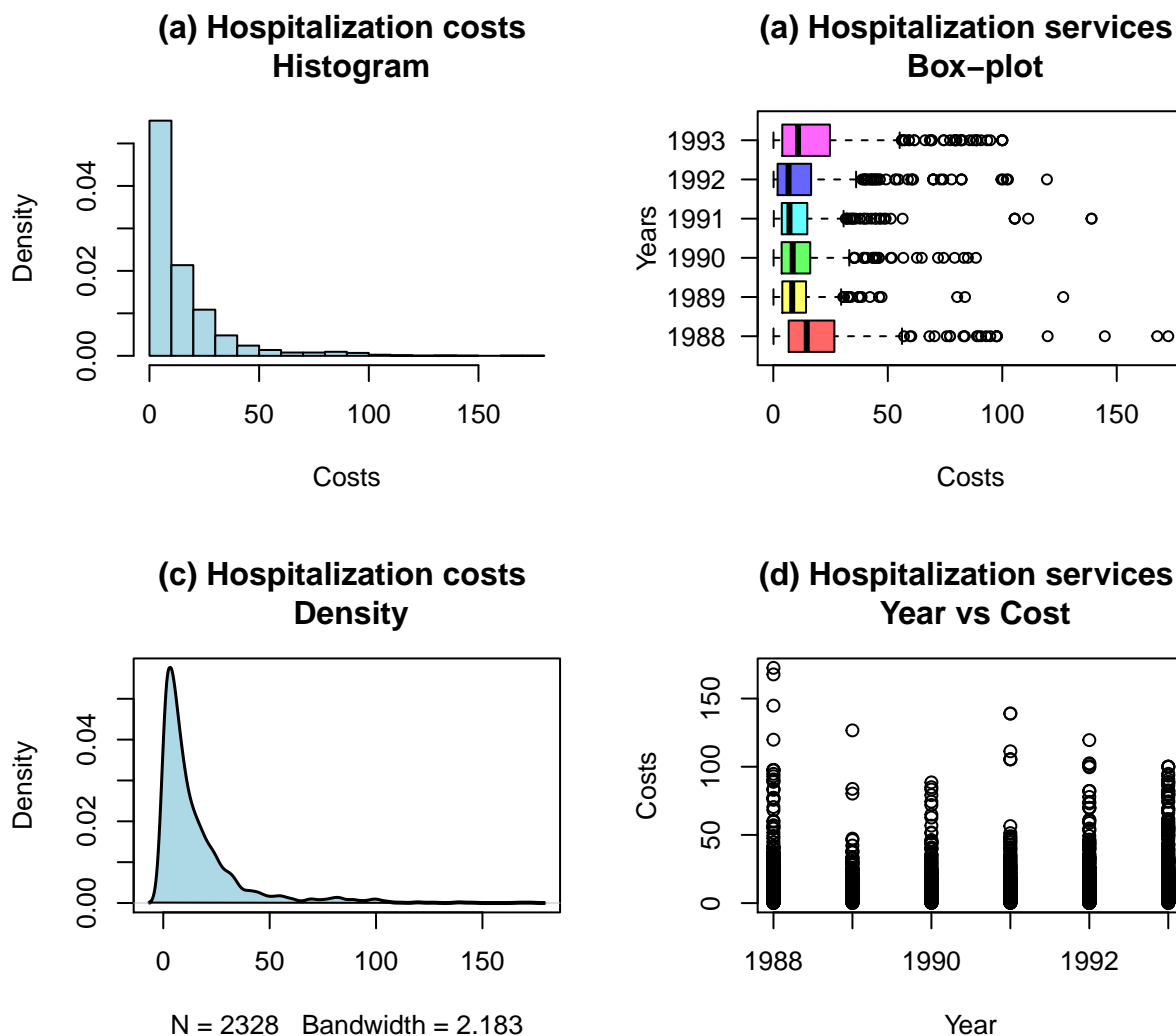 (a) Hospitalization costs
Histogram
Density
0.00
0.02
0.04
0
50
100
150
Costs
(a) Hospitalization services
Box−plot
Years
1993
1992
1991
1990
1989
1988
0
50
100
150
Costs
(c) Hospitalization costs
Density
Density
0.00
0.02
0.04
0
50
100
150
N = 2328   Bandwidth = 2.183
(d) Hospitalization services
Year vs Cost
Costs
0
50
100
150
1988
1990
1992
Year